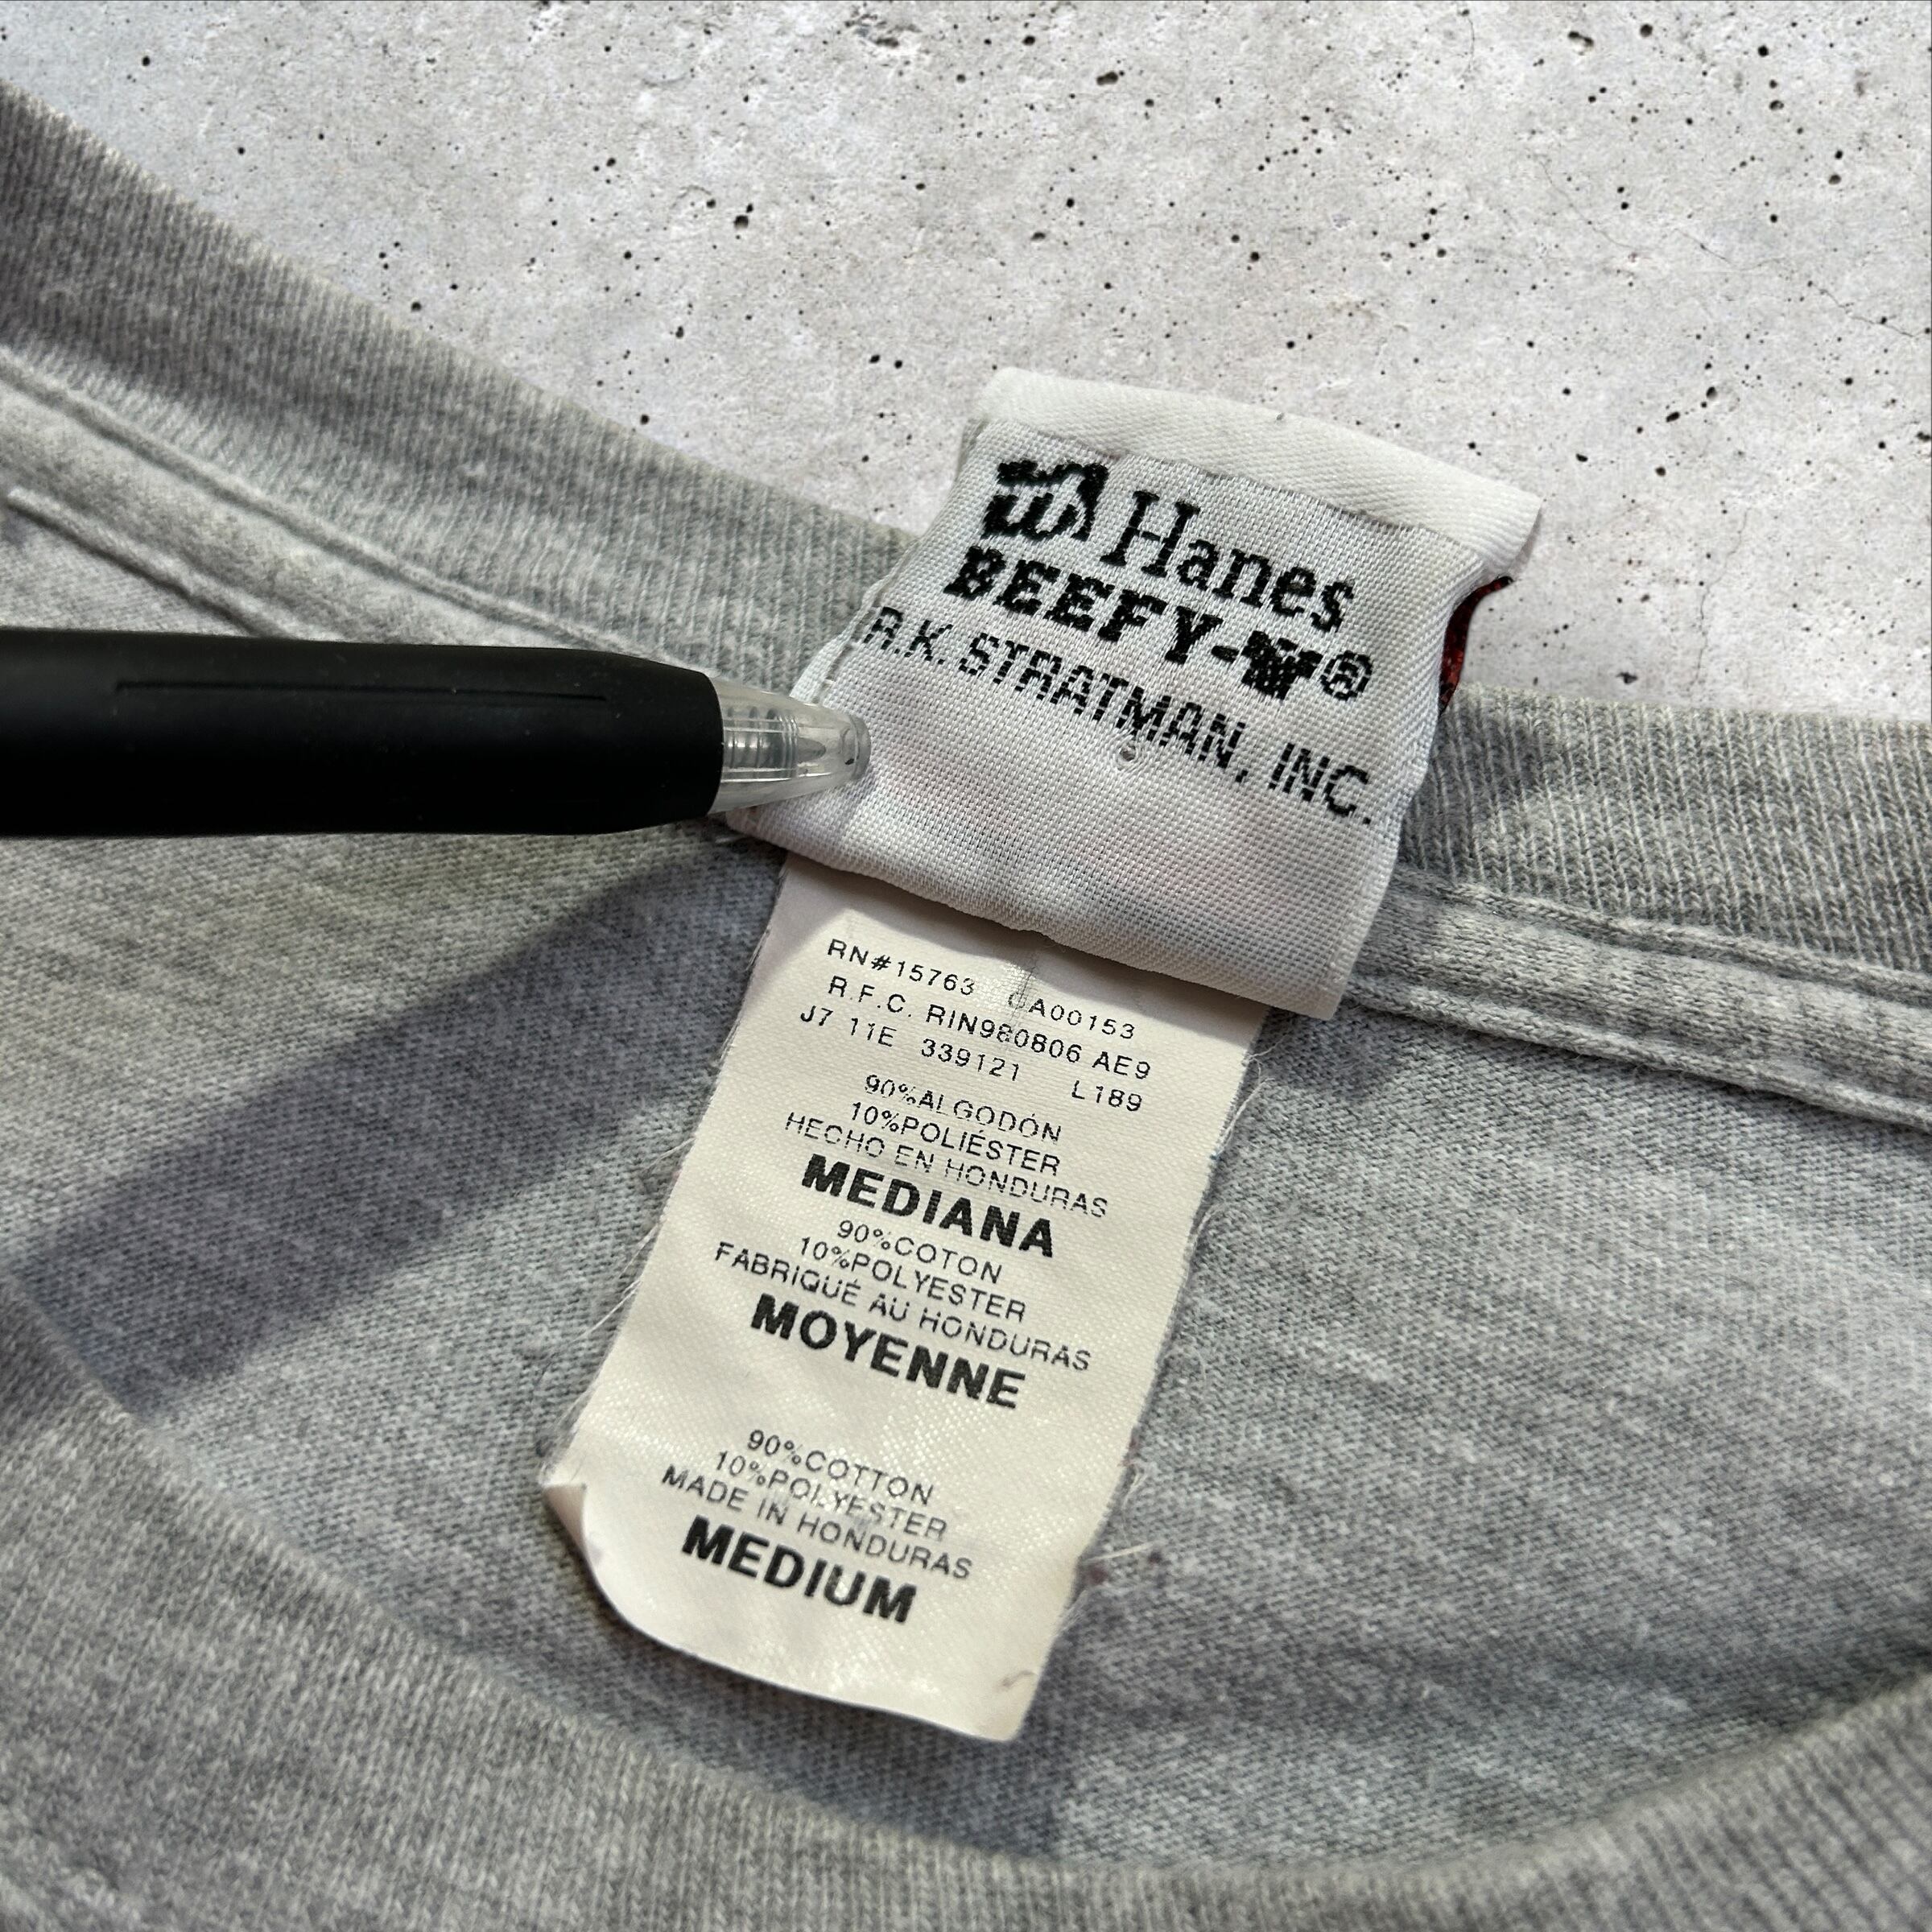 Hanes
BEEFY-T®
R.K. STRATMAN, INC.
RN#15763 CA00153
R.F.C. RIN980806 AE9
J7 11E 339121 L189
90%ALGODÓN
10%POLIÉSTER
HECHO EN HONDURAS
MEDIANA
90%COTON
10%POLYESTER
FABRIQUÉ AU HONDURAS
MOYENNE
90%COTTON
10%POLYESTER
MADE IN HONDURAS
MEDIUM